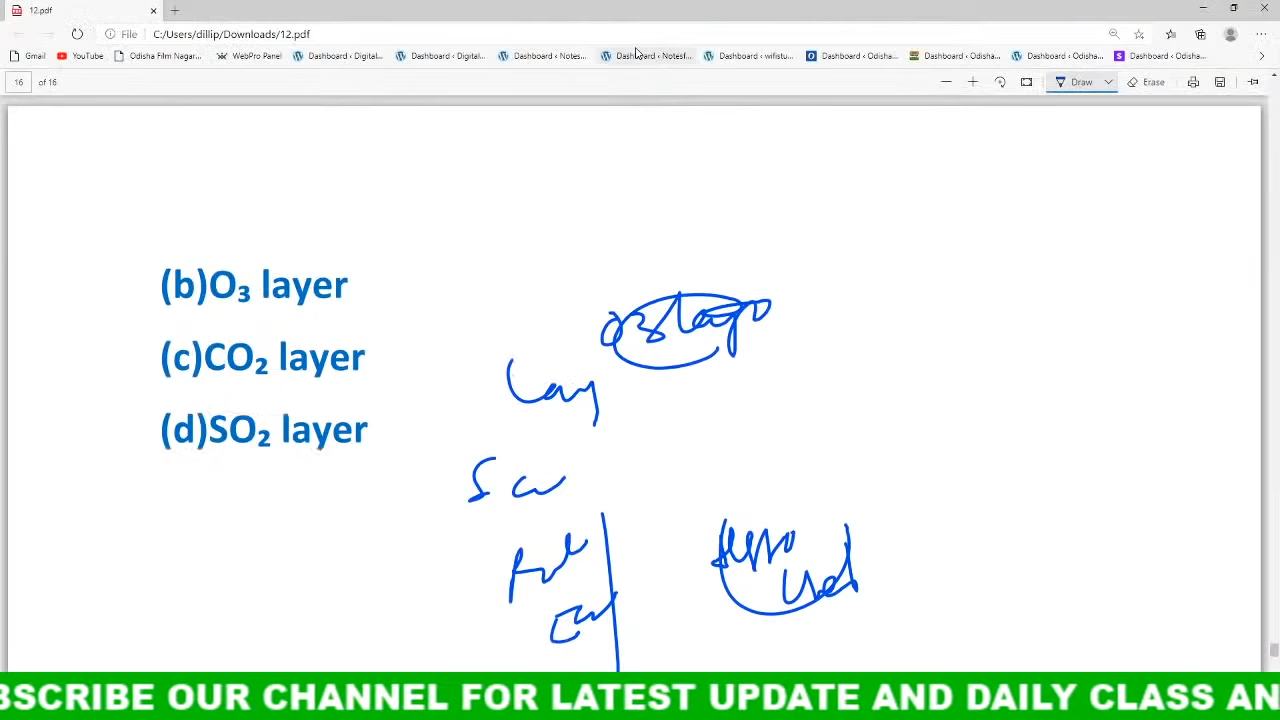 12.pdf
File C:/Users/dillip/Downloads/12.pdf
Gmail YouTube Odisha Film Nagar... WebPanel Dashboard ‹ Digital... Dashboard ‹ Digital... Dashboard ‹ Notes... Dashboard ‹ Notesf... Dashboard ‹ wifistu... Dashboard ‹ Odisha... Dashboard ‹ Odisha... Dashboard ‹ Odisha... Dashboard ‹ Odisha...
16 of 16 Draw Erase
(b)O₃ layer
(c)CO₂ layer
(d)SO₂ layer
BSCRIBE OUR CHANNEL FOR LATEST UPDATE AND DAILY CLASS AN